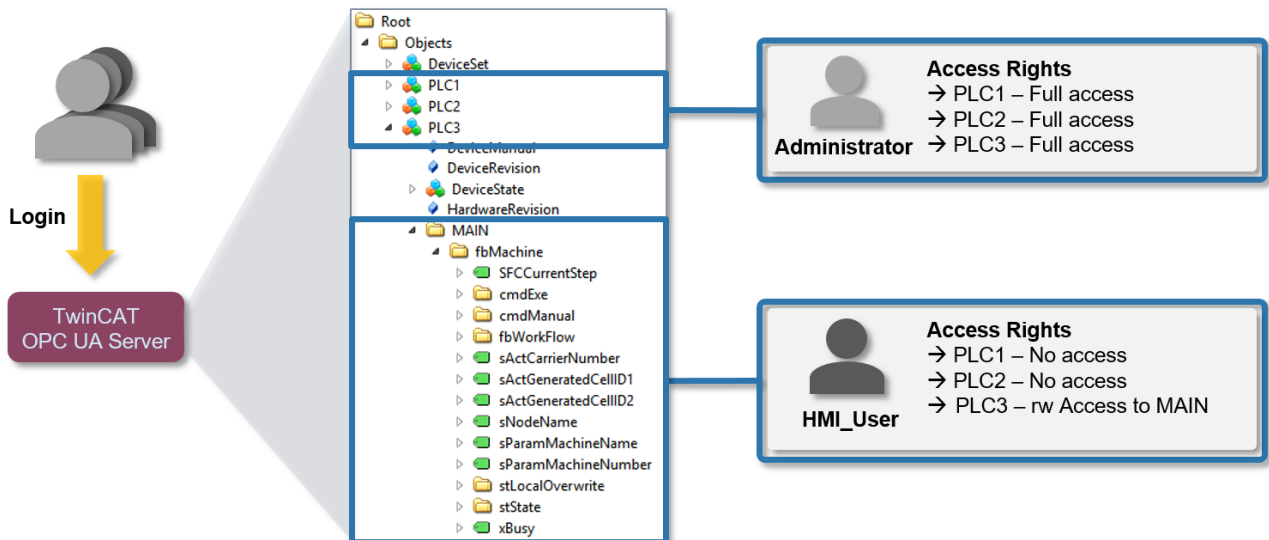 Login
TwinCAT
OPC UA Server
Root
Objects
DeviceSet
PLC1
PLC2
PLC3
DeviceManual
DeviceRevision
DeviceState
HardwareRevision
MAIN
fbMachine
SFCCurrentStep
cmdExe
cmdManual
fbWorkFlow
sActCarrierNumber
sActGeneratedCellID1
sActGeneratedCellID2
sNodeName
sParamMachineName
sParamMachineNumber
stLocalOverwrite
stState
xBusy
Administrator
Access Rights
→ PLC1 – Full access
→ PLC2 – Full access
→ PLC3 – Full access
HMI_User
Access Rights
→ PLC1 – No access
→ PLC2 – No access
→ PLC3 – rw Access to MAIN